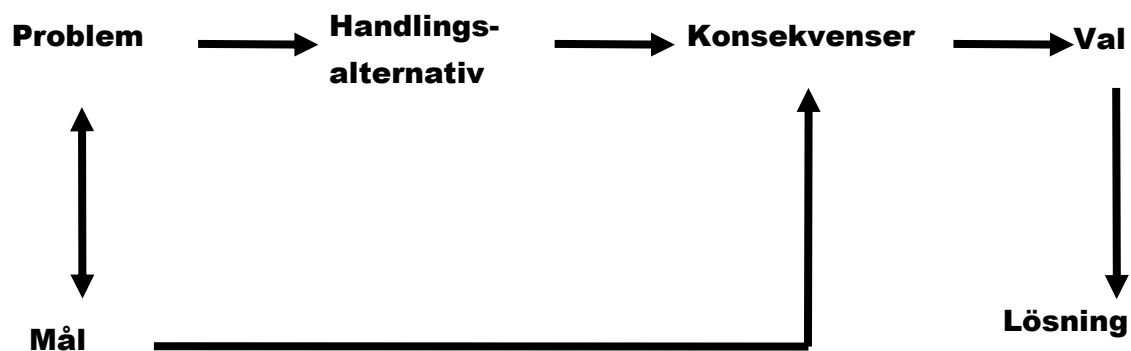 Problem
Handlings-
alternativ
Konsekvenser
Val
Mål
Lösning